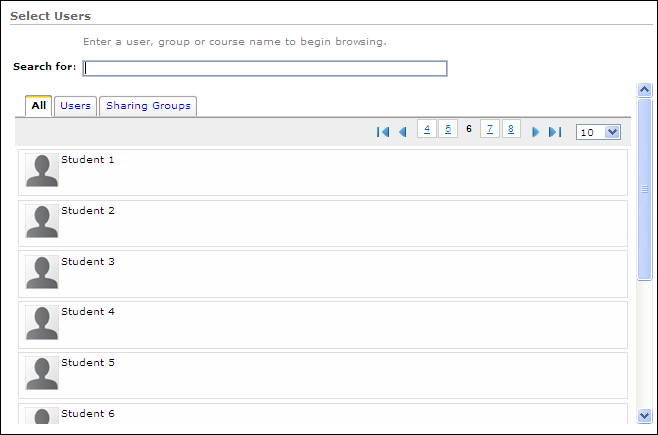 Select Users
Enter a user, group or course name to begin browsing.
Search for:
All Users Sharing Groups
4 5 6 7 8 10
Student 1
Student 2
Student 3
Student 4
Student 5
Student 6